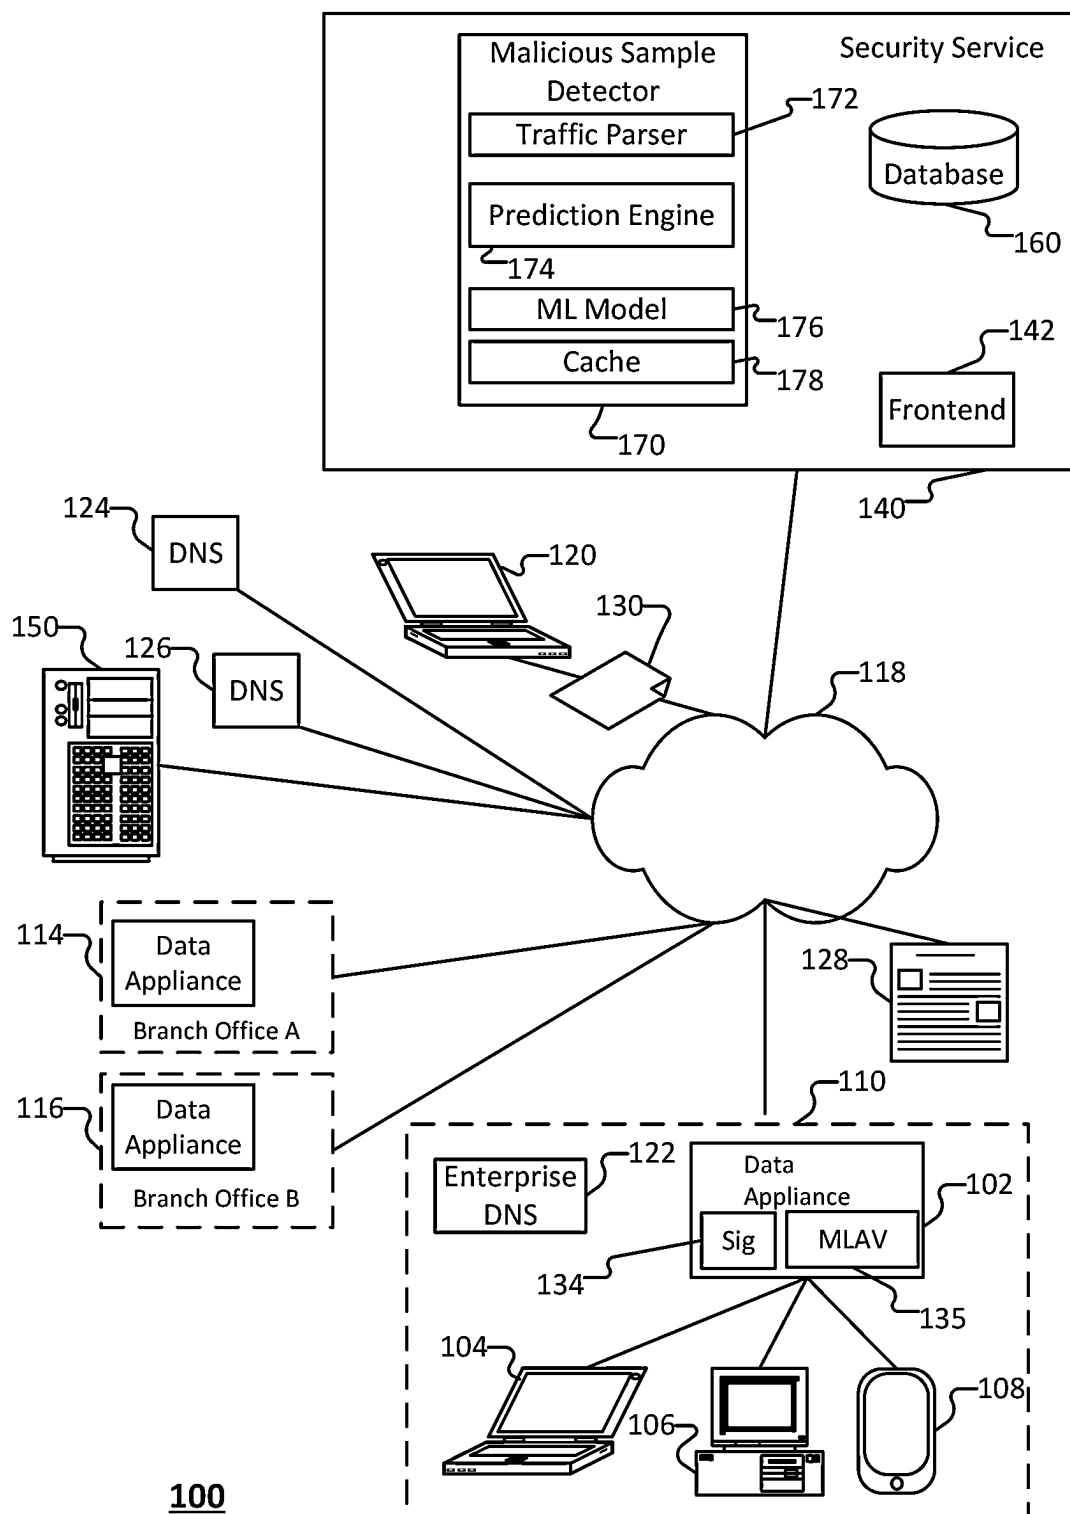 Malicious Sample
Detector
Security Service
Traffic Parser
172
Database
160
Prediction Engine
174
ML Model
176
142
Cache
178
Frontend
170
140
124
DNS
120
130
150
126
DNS
118
114
Data
Appliance
Branch Office A
128
116
Data
Appliance
Branch Office B
110
Enterprise
DNS
122
Data
Appliance
102
Sig
MLAV
134
135
104
106
108
100